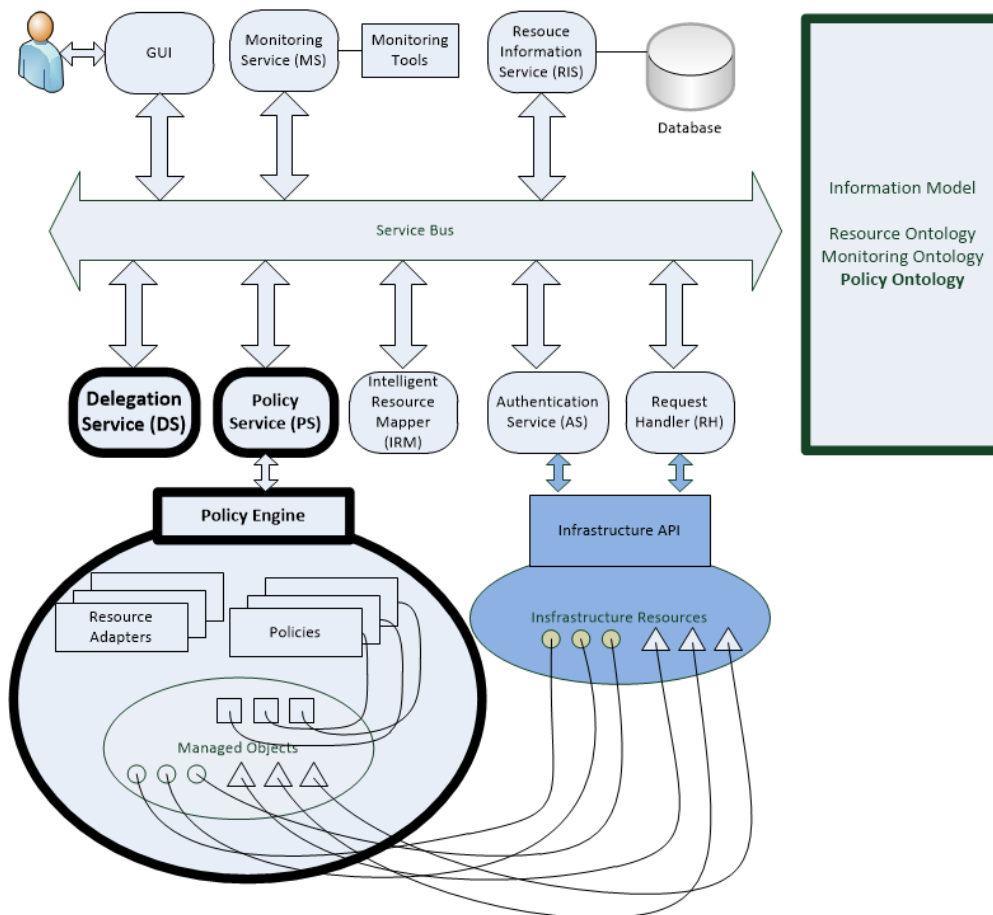 GUI
Monitoring
Service (MS)
Monitoring
Tools
Resouce
Information
Service (RIS)
Database
Information Model
Resource Ontology
Monitoring Ontology
Policy Ontology
Service Bus
Delegation
Service (DS)
Policy
Service (PS)
Intelligent
Resource
Mapper
(IRM)
Authentication
Service (AS)
Request
Handler (RH)
Policy Engine
Infrastructure API
Resource
Adapters
Policies
Insfrastructure Resources
Managed Objects